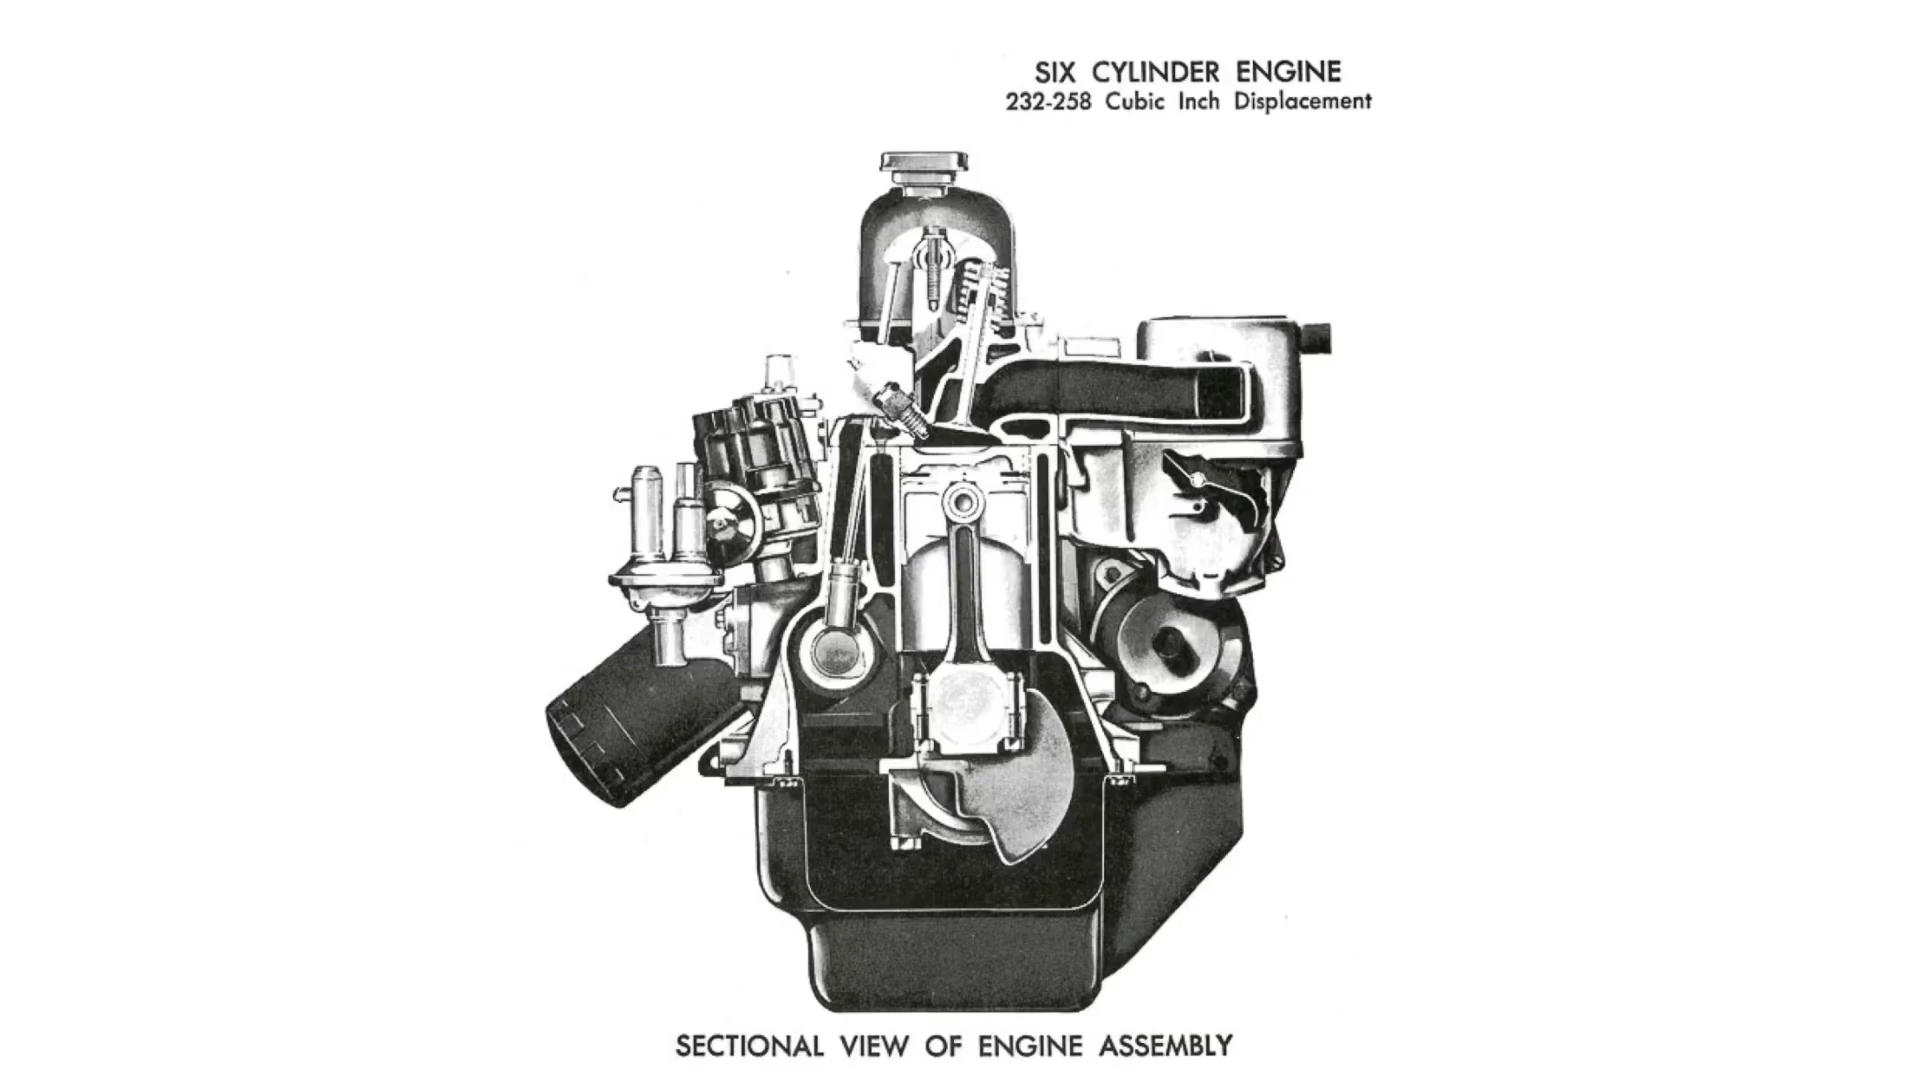 SIX CYLINDER ENGINE
232-258 Cubic Inch Displacement
SECTIONAL VIEW OF ENGINE ASSEMBLY